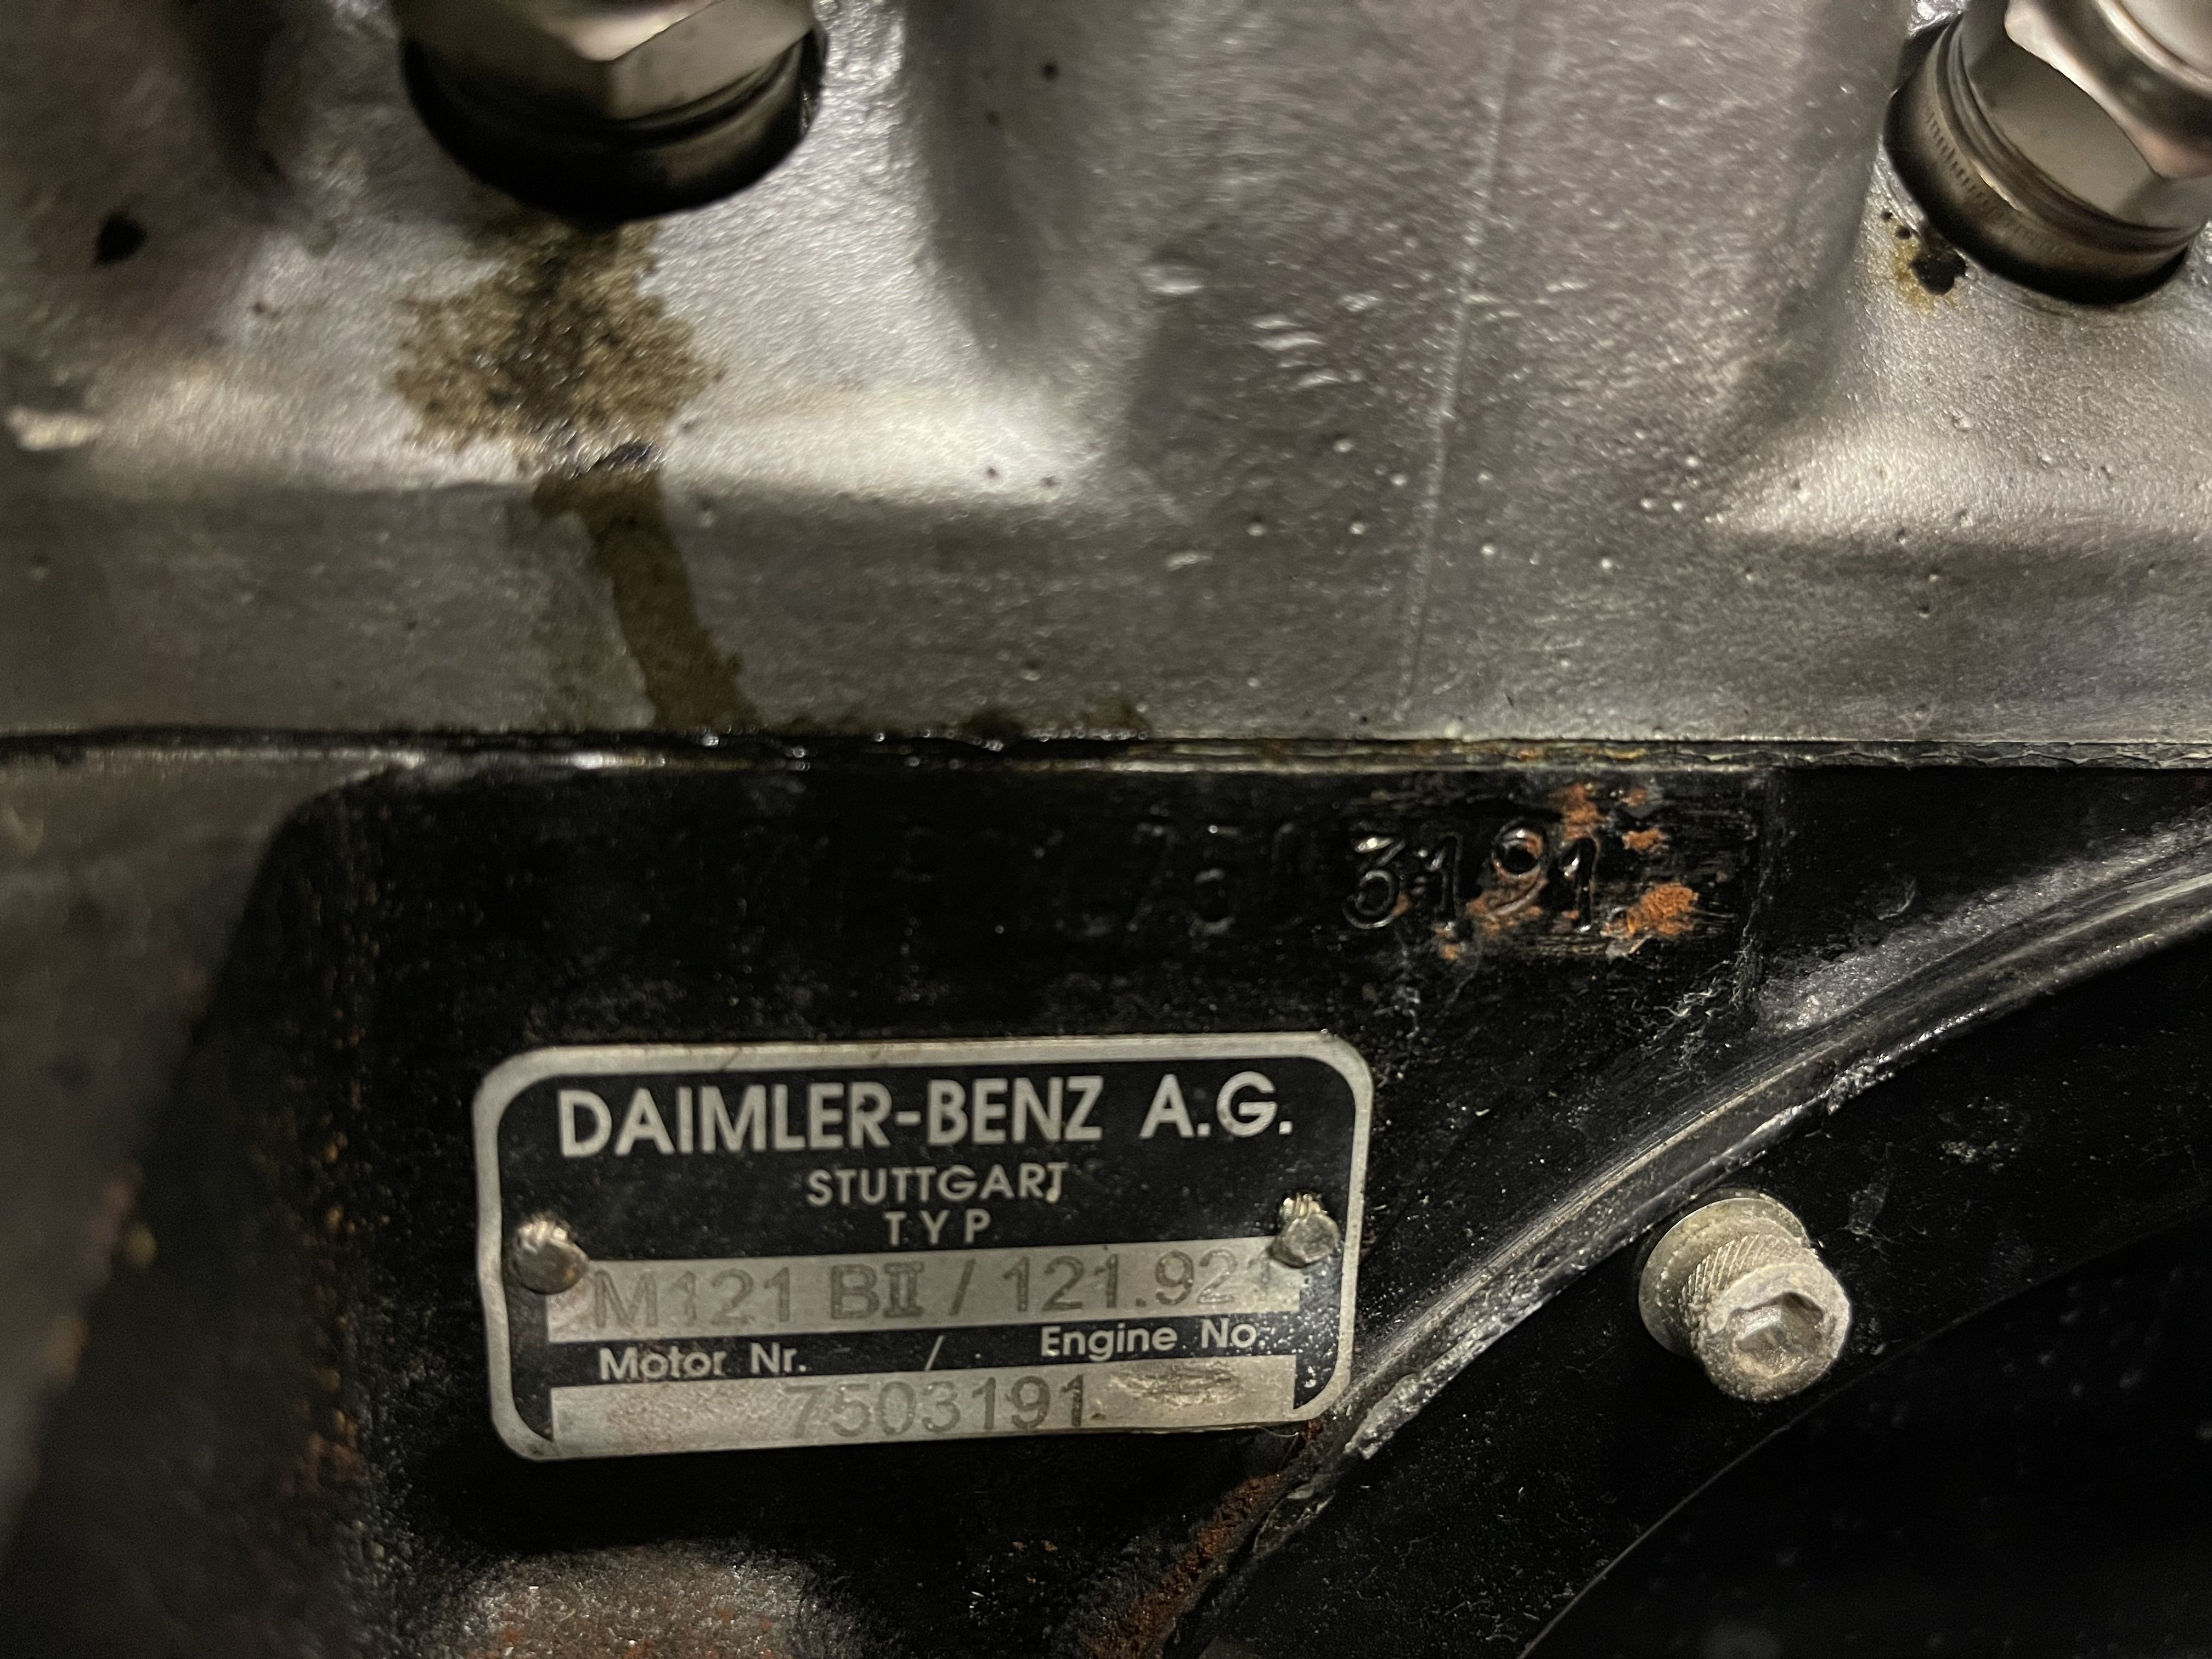 7503191
DAIMLER-BENZ A.G.
STUTTGART
TYP
M121 BII / 121.921
Motor Nr. / Engine No.
7503191